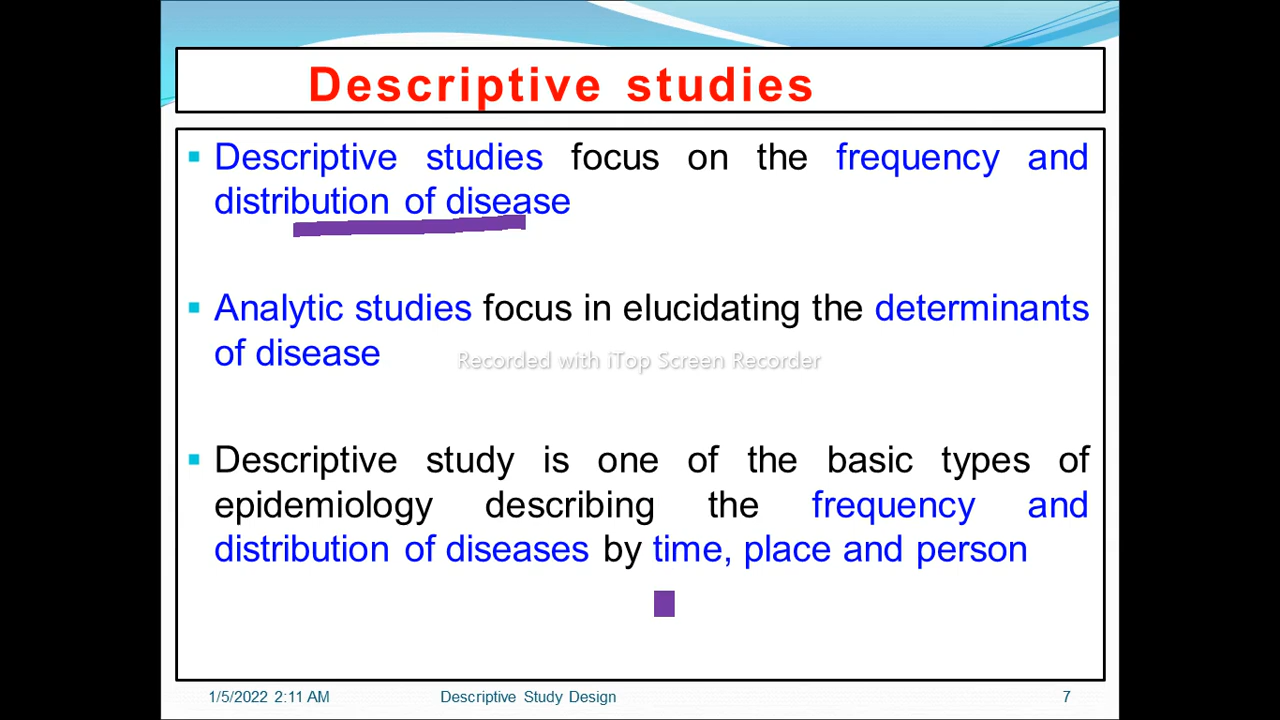 Descriptive studies
Descriptive studies focus on the frequency and
distribution of disease
Analytic studies focus in elucidating the determinants
of disease
Recorded with iTop Screen Recorder
Descriptive study is one of the basic types of
epidemiology describing the frequency and
distribution of diseases by time, place and person
1/5/2022 2:11 AM Descriptive Study Design 7